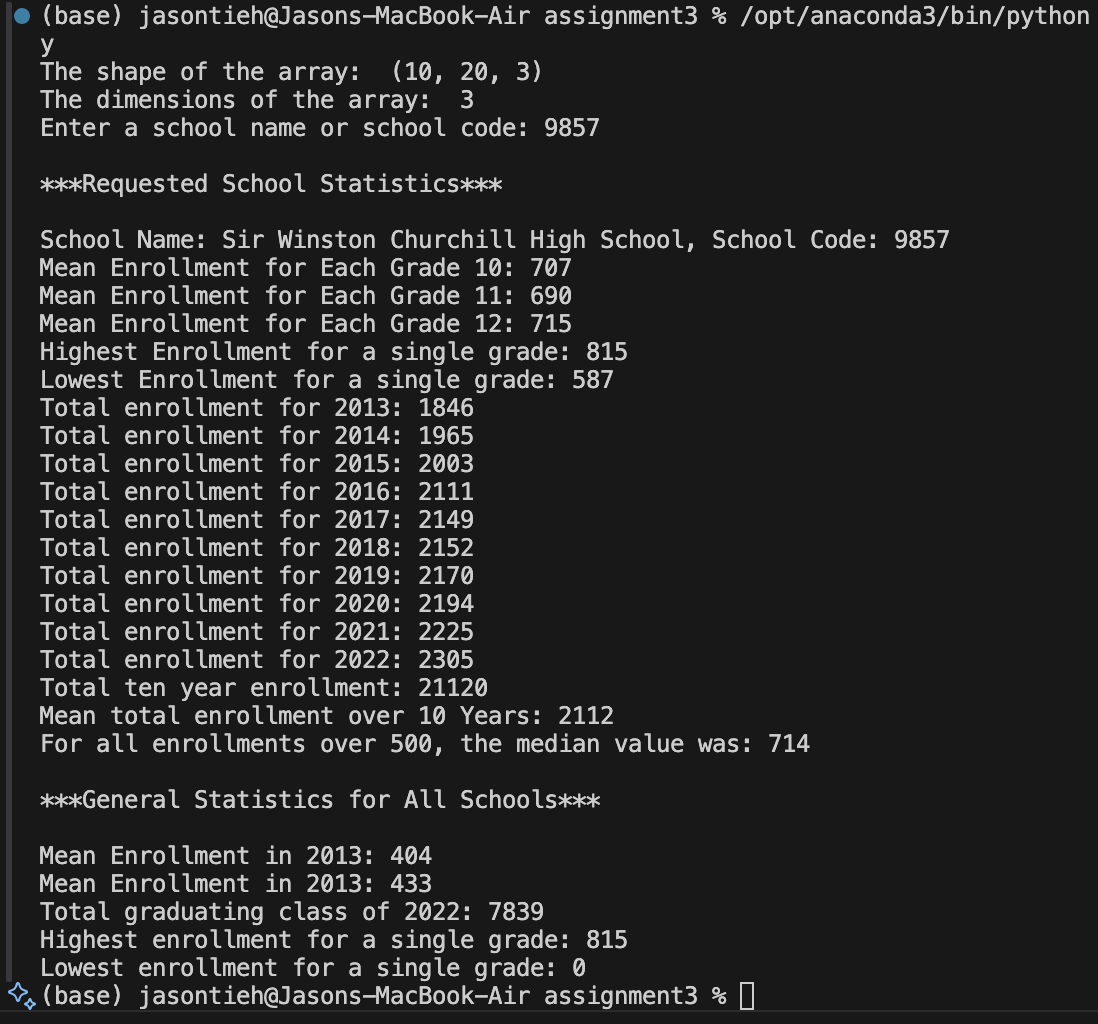 (base) jasontieh@Jasons-MacBook-Air assignment3 % /opt/anaconda3/bin/python
y
The shape of the array:  (10, 20, 3)
The dimensions of the array:  3
Enter a school name or school code: 9857
***Requested School Statistics***
School Name: Sir Winston Churchill High School, School Code: 9857
Mean Enrollment for Each Grade 10: 707
Mean Enrollment for Each Grade 11: 690
Mean Enrollment for Each Grade 12: 715
Highest Enrollment for a single grade: 815
Lowest Enrollment for a single grade: 587
Total enrollment for 2013: 1846
Total enrollment for 2014: 1965
Total enrollment for 2015: 2003
Total enrollment for 2016: 2111
Total enrollment for 2017: 2149
Total enrollment for 2018: 2152
Total enrollment for 2019: 2170
Total enrollment for 2020: 2194
Total enrollment for 2021: 2225
Total enrollment for 2022: 2305
Total ten year enrollment: 21120
Mean total enrollment over 10 Years: 2112
For all enrollments over 500, the median value was: 714
***General Statistics for All Schools***
Mean Enrollment in 2013: 404
Mean Enrollment in 2013: 433
Total graduating class of 2022: 7839
Highest enrollment for a single grade: 815
Lowest enrollment for a single grade: 0
(base) jasontieh@Jasons-MacBook-Air assignment3 %